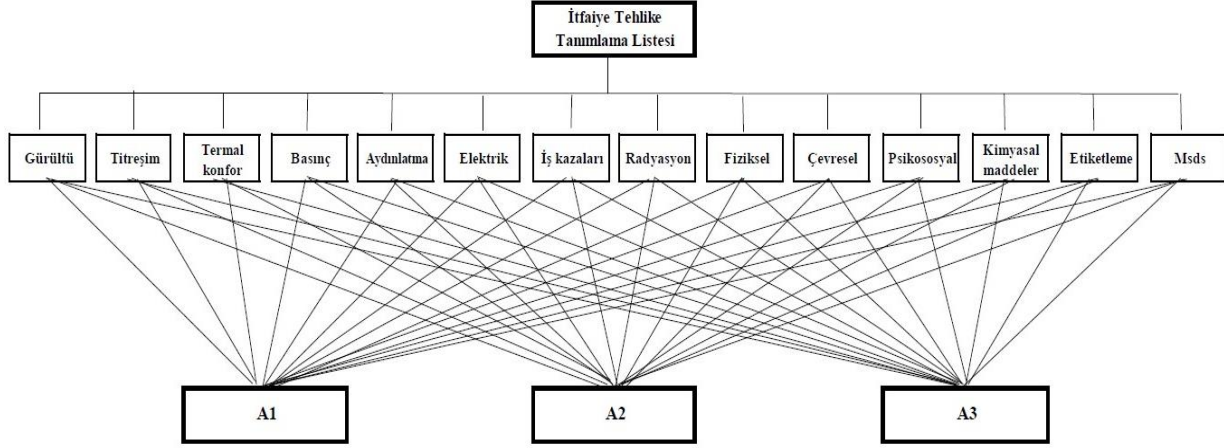 İtfaiye Tehlike
Tanımlama Listesi
Gürültü
Titreşim
Termal
konfor
Basınç
Aydınlatma
Elektrik
İş kazaları
Radyasyon
Fiziksel
Çevresel
Psikososyal
Kimyasal
maddeler
Etiketleme
Msds
A1
A2
A3